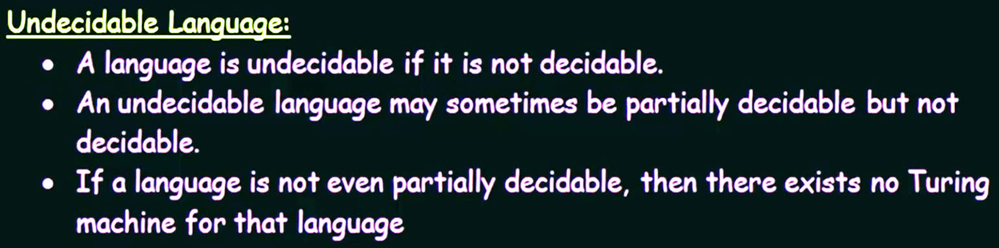 Undecidable Language:
• A language is undecidable if it is not decidable.
• An undecidable language may sometimes be partially decidable but not
decidable.
• If a language is not even partially decidable, then there exists no Turing
machine for that language